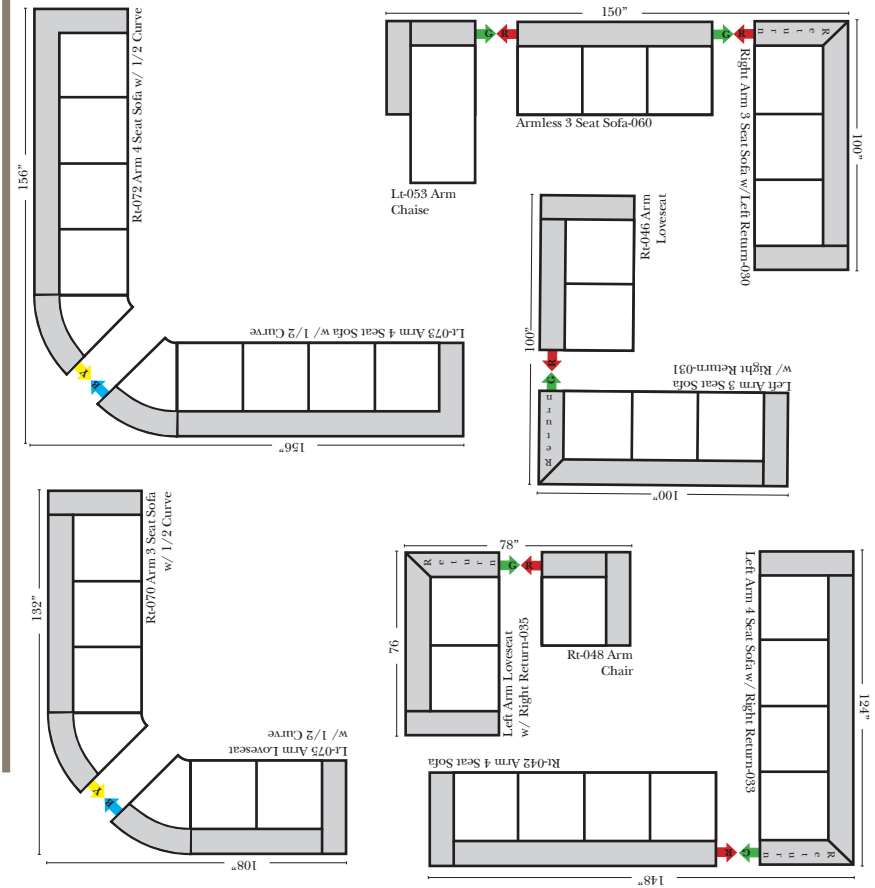 156”
Rt-072 Arm 4 Seat Sofa w/ 1/2 Curve
Y
B
Lt-073 Arm 4 Seat Sofa w/ 1/2 Curve
156”
150”
G
R
G
R
Return
Armless 3 Seat Sofa-060
Lt-053 Arm
Chaise
Right Arm 3 Seat Sofa w/Left Return-030
100”
Rt-046 Arm
Loveseat
100”
R
G
Return
Left Arm 3 Seat Sofa
w/ Right Return-031
100”
132”
Rt-070 Arm 3 Seat Sofa
w/ 1/2 Curve
Y
B
Lt-075 Arm Loveseat
w/ 1/2 Curve
108”
78”
76
Return
G
R
Left Arm Loveseat
w/ Right Return-035
Rt-048 Arm
Chair
Rt-042 Arm 4 Seat Sofa
R
G
Return
Left Arm 4 Seat Sofa w/ Right Return-033
124”
148”